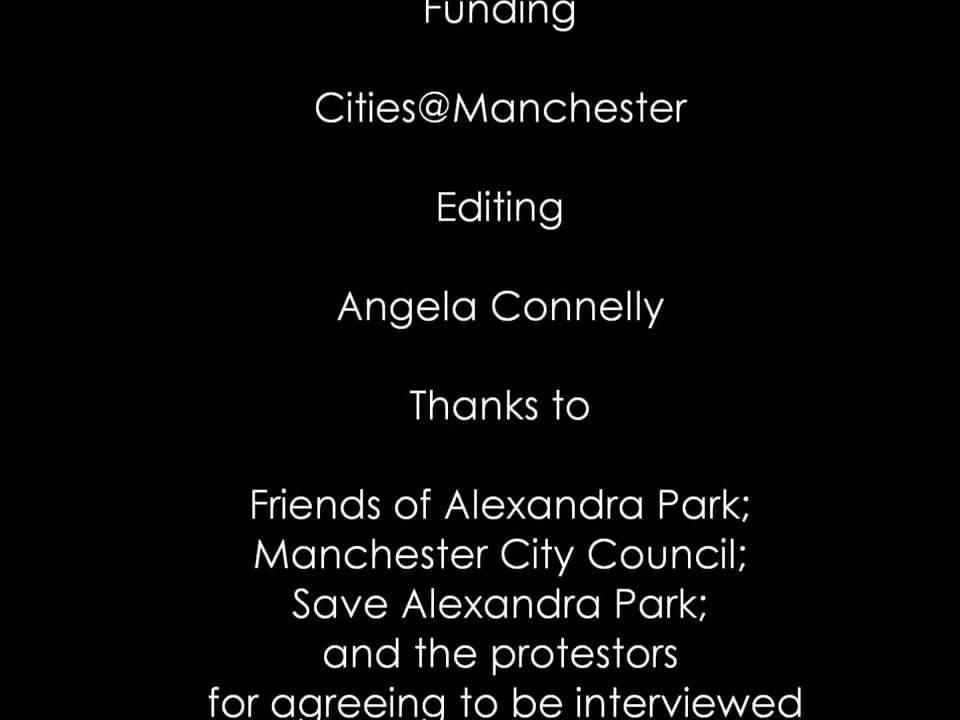 Funding
Cities@Manchester
Editing
Angela Connelly
Thanks to
Friends of Alexandra Park;
Manchester City Council;
Save Alexandra Park;
and the protestors
for agreeing to be interviewed